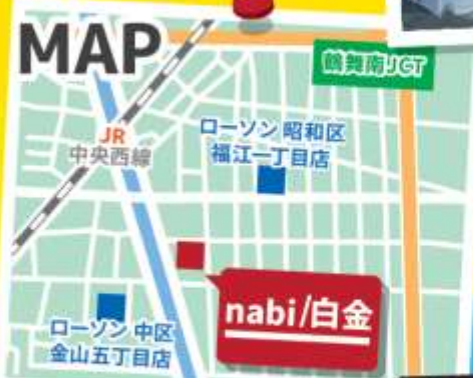 MAP
鶴舞南JCT
JR
中央西線
ローソン 昭和区
福江一丁目店
nabi/白金
ローソン 中区
金山五丁目店